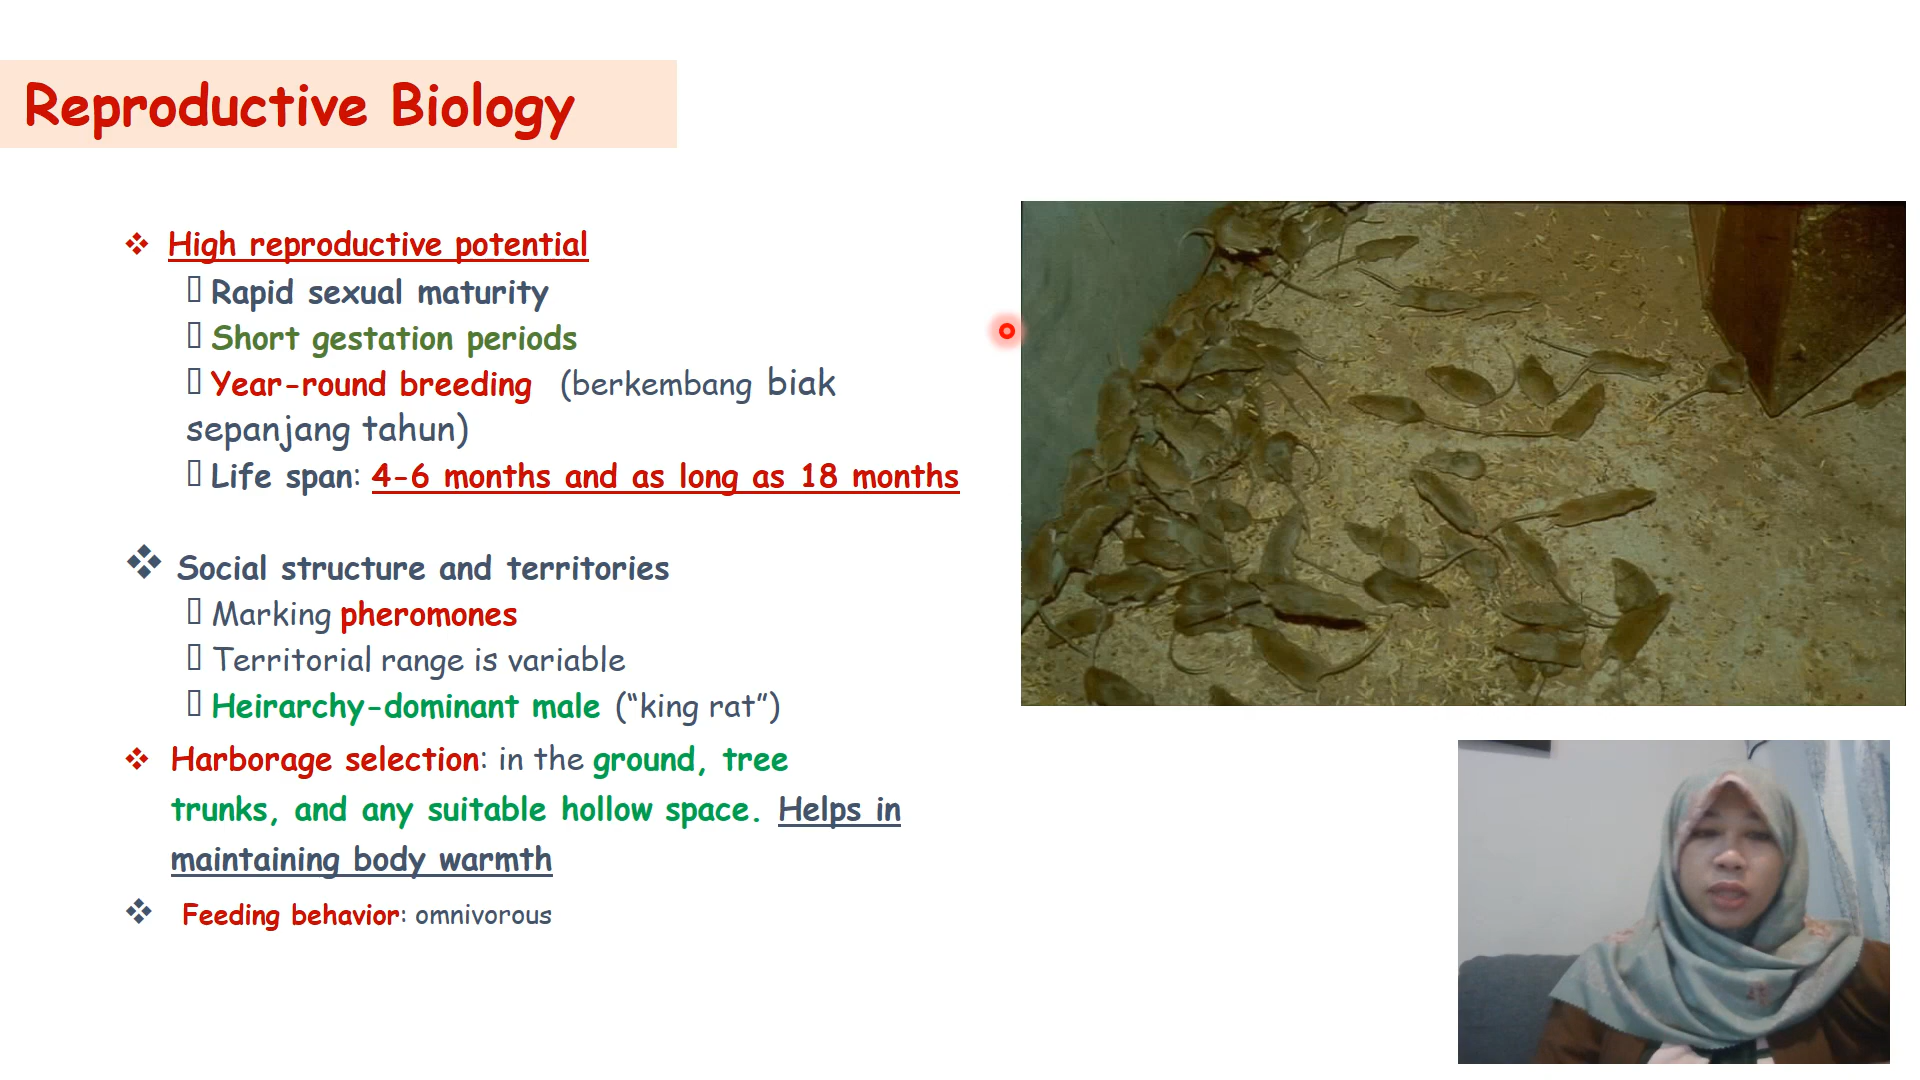 Reproductive Biology
❖ High reproductive potential
▯ Rapid sexual maturity
▯ Short gestation periods
▯ Year-round breeding (berkembang biak
sepanjang tahun)
▯ Life span: 4-6 months and as long as 18 months
❖ Social structure and territories
▯ Marking pheromones
▯ Territorial range is variable
▯ Heirarchy-dominant male (“king rat”)
❖ Harborage selection: in the ground, tree
trunks, and any suitable hollow space. Helps in
maintaining body warmth
❖ Feeding behavior: omnivorous